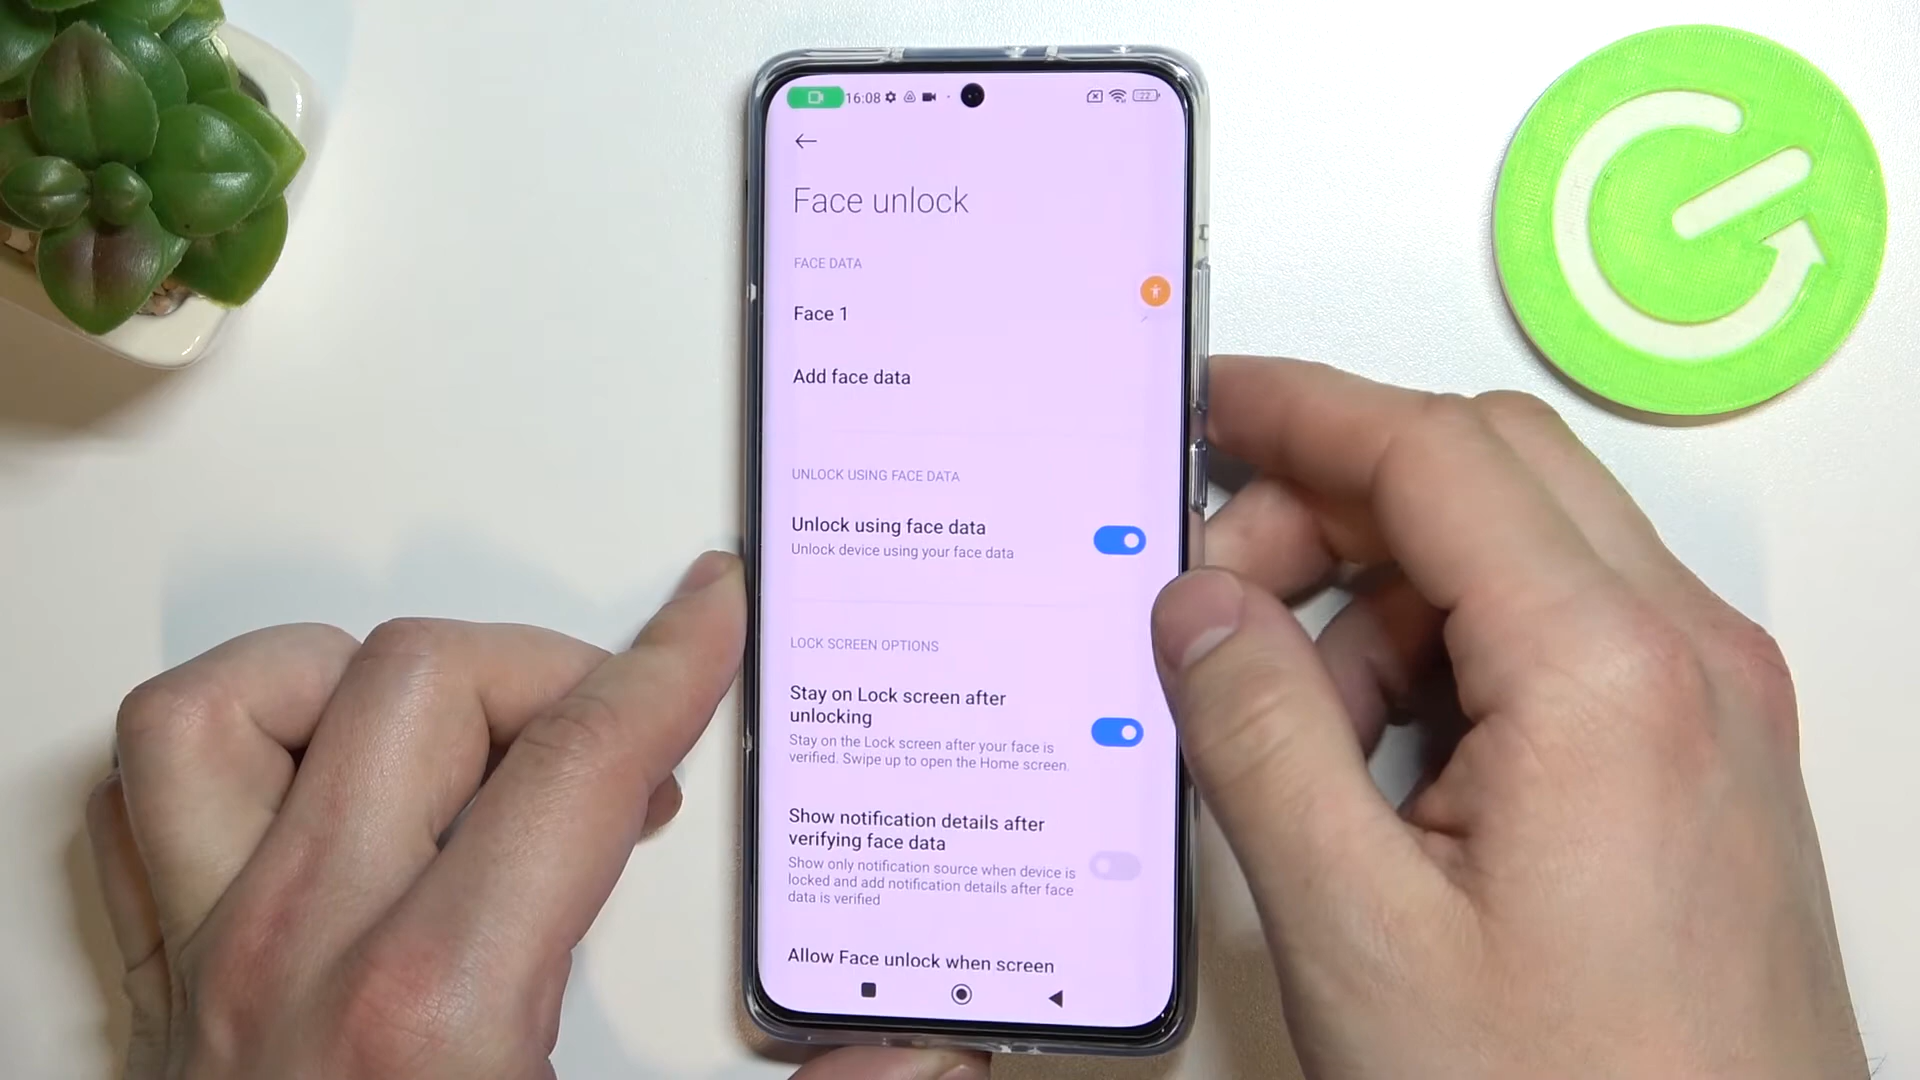 16:08
22
Face unlock
FACE DATA
Face 1
Add face data
UNLOCK USING FACE DATA
Unlock using face data
Unlock device using your face data
LOCK SCREEN OPTIONS
Stay on Lock screen after
unlocking
Stay on the Lock screen after your face is
verified. Swipe up to open the Home screen.
Show notification details after
verifying face data
Show only notification source when device is
locked and add notification details after face
data is verified
Allow Face unlock when screen